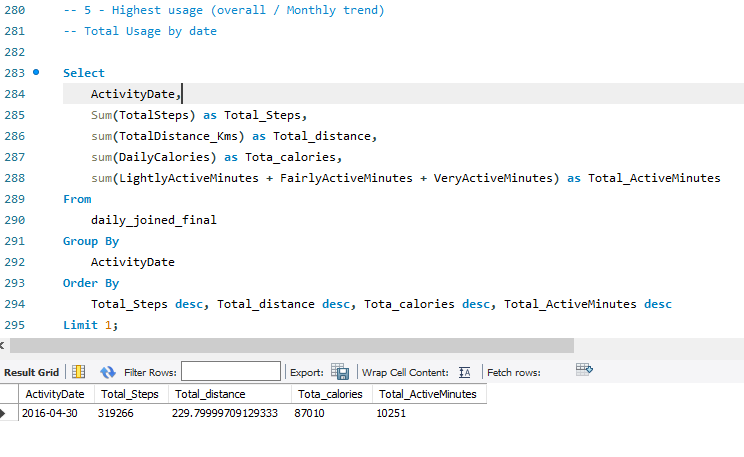 280 -- 5 - Highest usage (overall / Monthly trend)
281 -- Total Usage by date
282
283 Select
284 ActivityDate,
285 Sum(TotalSteps) as Total_Steps,
286 sum(TotalDistance_Kms) as Total_distance,
287 sum(DailyCalories) as Tota_calories,
288 sum(LightlyActiveMinutes + FairlyActiveMinutes + VeryActiveMinutes) as Total_ActiveMinutes
289 From
290 daily_joined_final
291 Group By
292 ActivityDate
293 Order By
294 Total_Steps desc, Total_distance desc, Tota_calories desc, Total_ActiveMinutes desc
295 Limit 1;
Result Grid Filter Rows: Export: Wrap Cell Content: Fetch rows:
ActivityDate Total_Steps Total_distance Tota_calories Total_ActiveMinutes
2016-04-30 319266 229.79999709129333 87010 10251